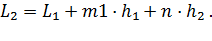 L₂ = L₁ + m1 · h₁ + n · h₂ .